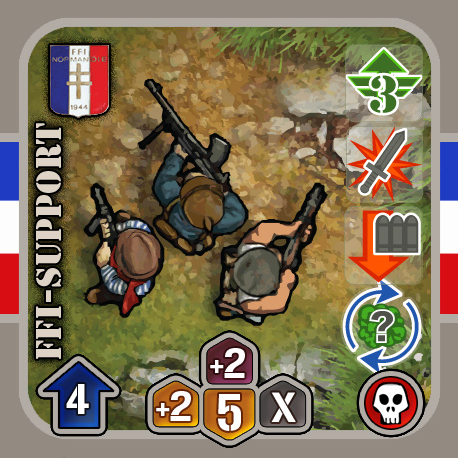 FFI
NORMANDIE
1944
3
FFI-SUPPORT
?
4
+2
+2
5
X